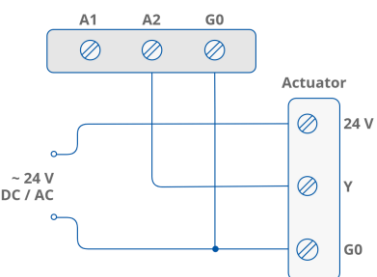 A1 A2 G0
Actuator
24 V
~ 24 V
DC / AC
Y
G0